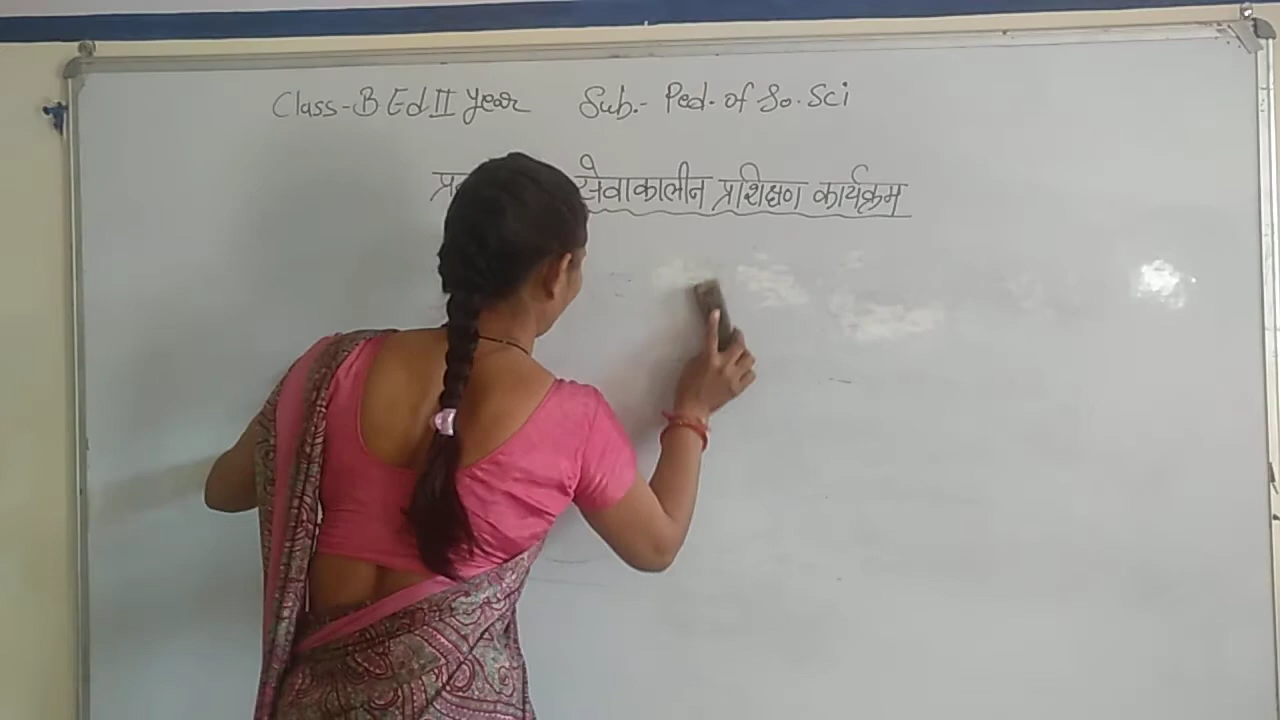 Class-B Ed II Year Sub.- Ped. of So. Sci
सेवाकालीन प्रशिक्षण कार्यक्रम